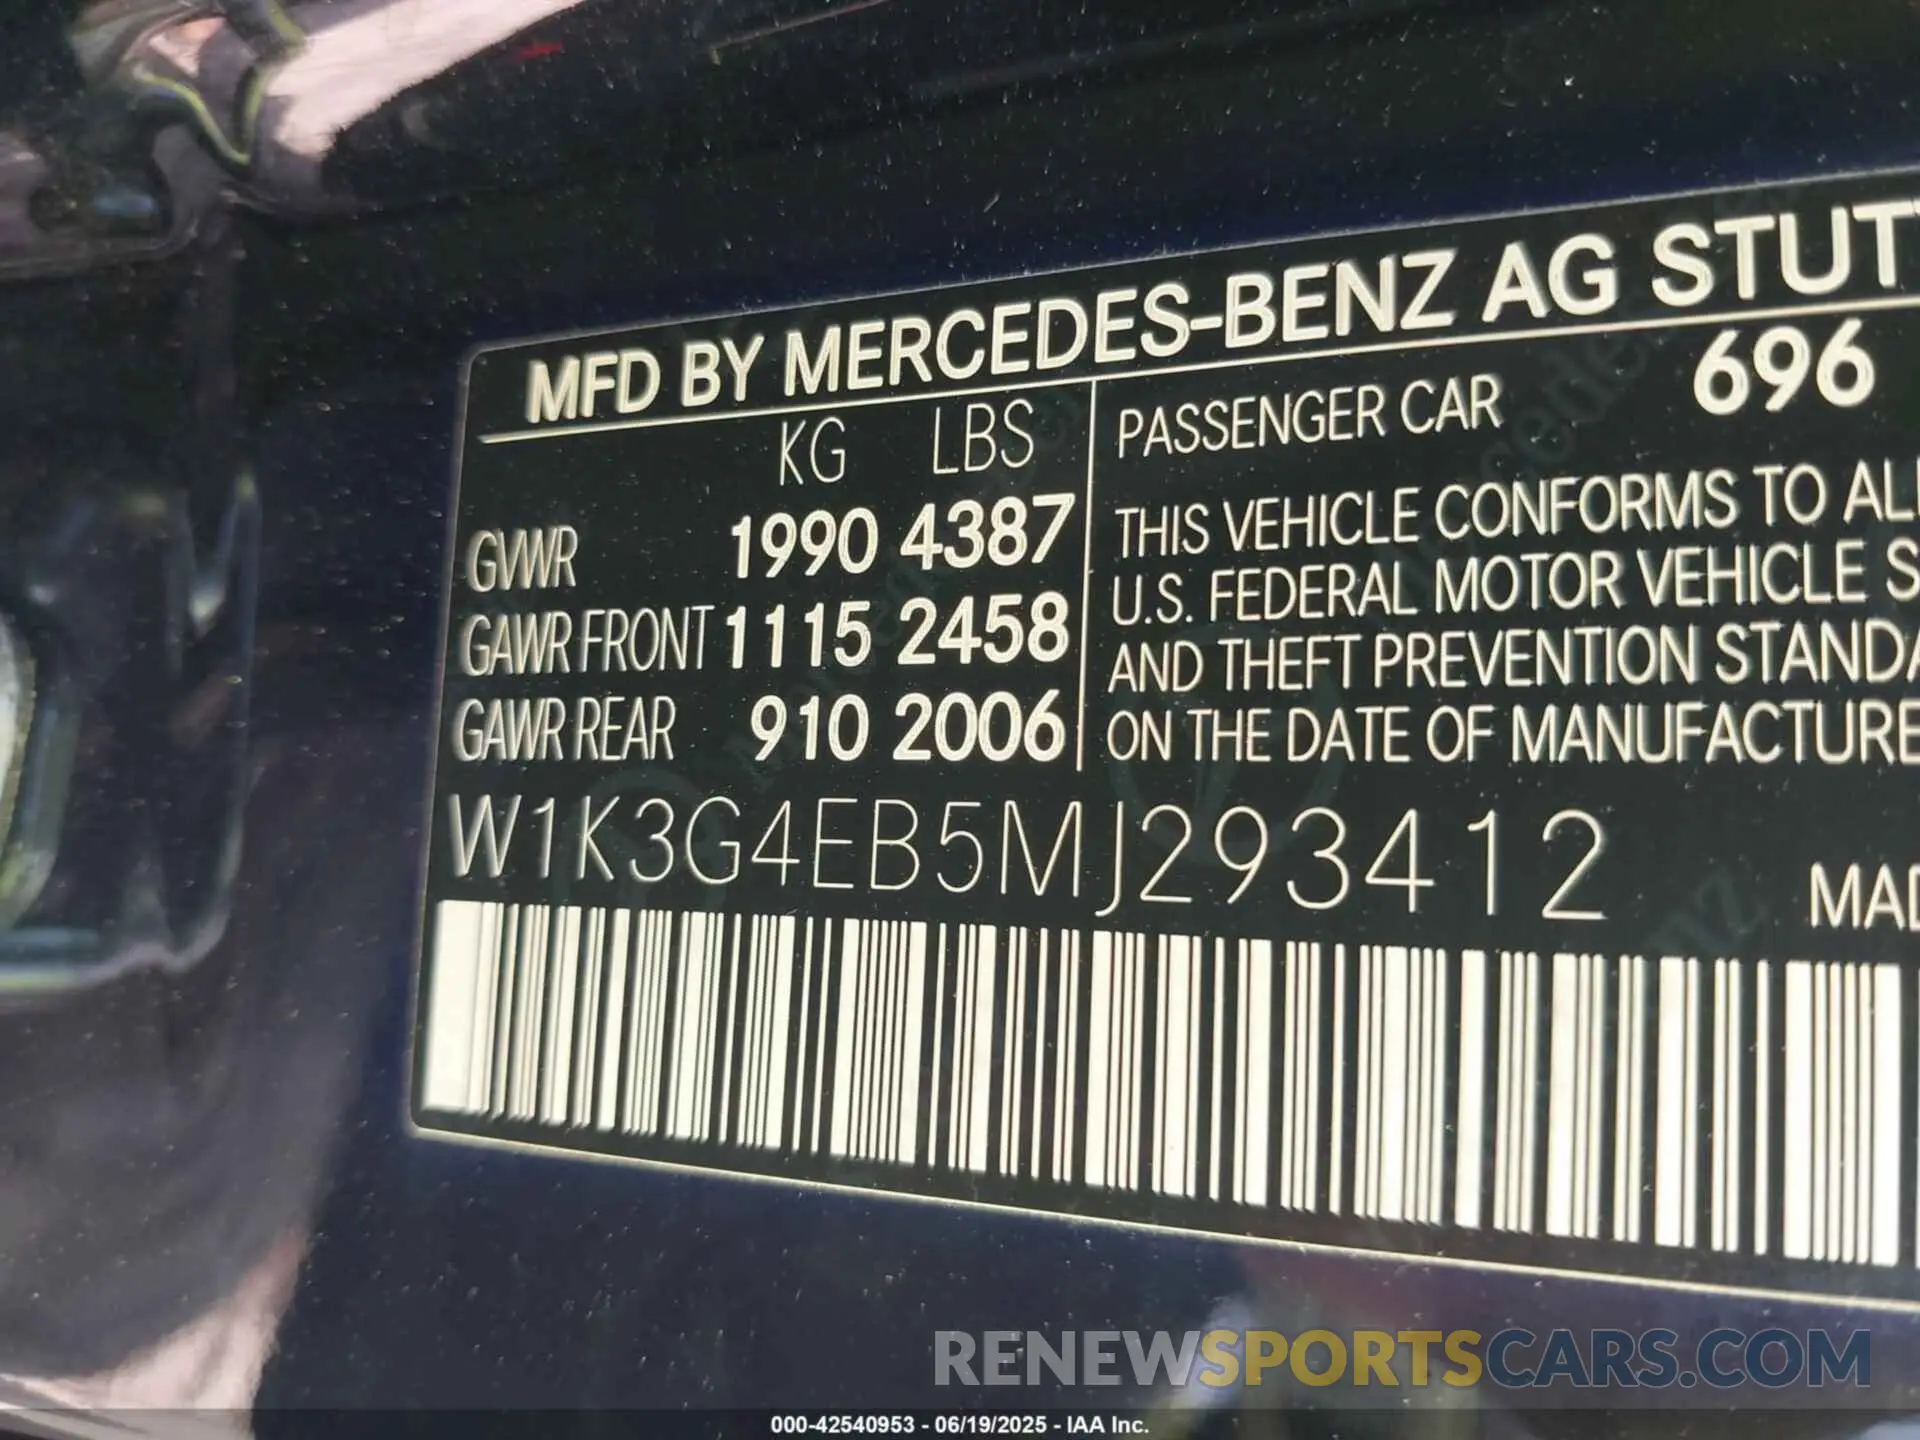 MFD BY MERCEDES-BENZ AG STUT
KG LBS
GVWR 1990 4387
GAWR FRONT 1115 2458
GAWR REAR 910 2006
PASSENGER CAR 696
THIS VEHICLE CONFORMS TO ALL
U.S. FEDERAL MOTOR VEHICLE S
AND THEFT PREVENTION STANDA
ON THE DATE OF MANUFACTURE
W1K3G4EB5MJ293412
MAD
RENEWSPORTSCARS.COM
000-42540953 - 06/19/2025 - IAA Inc.